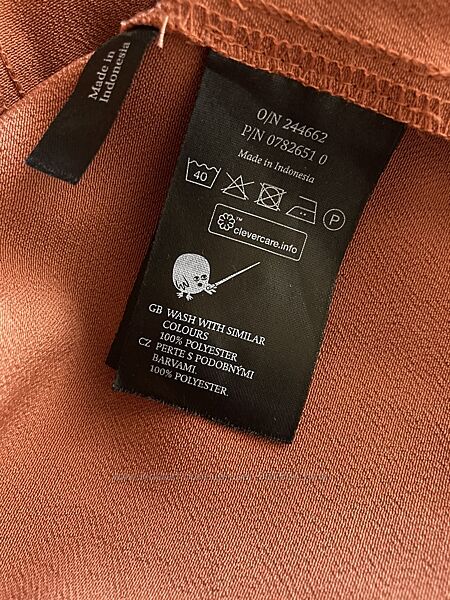 Made in
Indonesia
O/N 244662
P/N 0782651 0
Made in Indonesia
40
P
clevercare.info
GB WASH WITH SIMILAR
COLOURS
100% POLYESTER
CZ PERTE S PODOBNÝMI
BARVAMI.
100% POLYESTER.